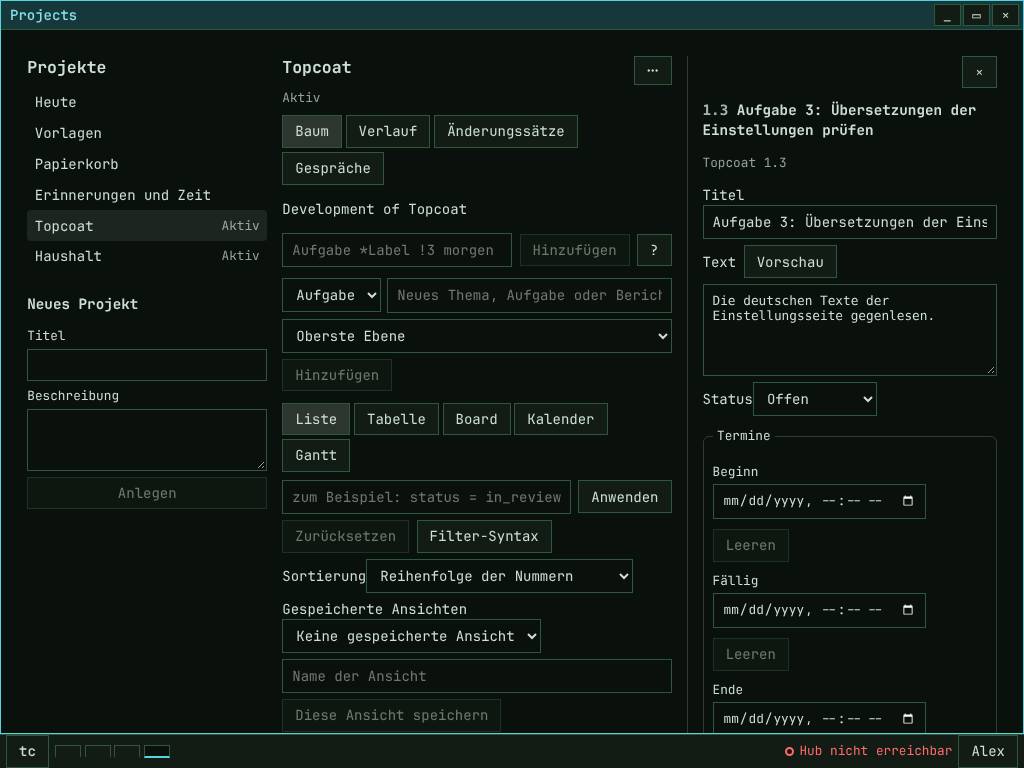 Projects
_ ▭ ×
Projekte
Heute
Vorlagen
Papierkorb
Erinnerungen und Zeit
Topcoat Aktiv
Haushalt Aktiv
Neues Projekt
Titel
Beschreibung
Anlegen
Topcoat
…
Aktiv
Baum Verlauf Änderungssätze
Gespräche
Development of Topcoat
Aufgabe *Label !3 morgen Hinzufügen ?
Aufgabe Neues Thema, Aufgabe oder Berich
Oberste Ebene
Hinzufügen
Liste Tabelle Board Kalender
Gantt
zum Beispiel: status = in_review Anwenden
Zurücksetzen Filter-Syntax
Sortierung Reihenfolge der Nummern
Gespeicherte Ansichten
Keine gespeicherte Ansicht
Name der Ansicht
Diese Ansicht speichern
×
1.3 Aufgabe 3: Übersetzungen der
Einstellungen prüfen
Topcoat 1.3
Titel
Aufgabe 3: Übersetzungen der Eins
Text Vorschau
Die deutschen Texte der
Einstellungsseite gegenlesen.
Status Offen
Termine
Beginn
mm/dd/yyyy, --:-- --
Leeren
Fällig
mm/dd/yyyy, --:-- --
Leeren
Ende
mm/dd/yyyy, --:-- --
tc
Hub nicht erreichbar Alex